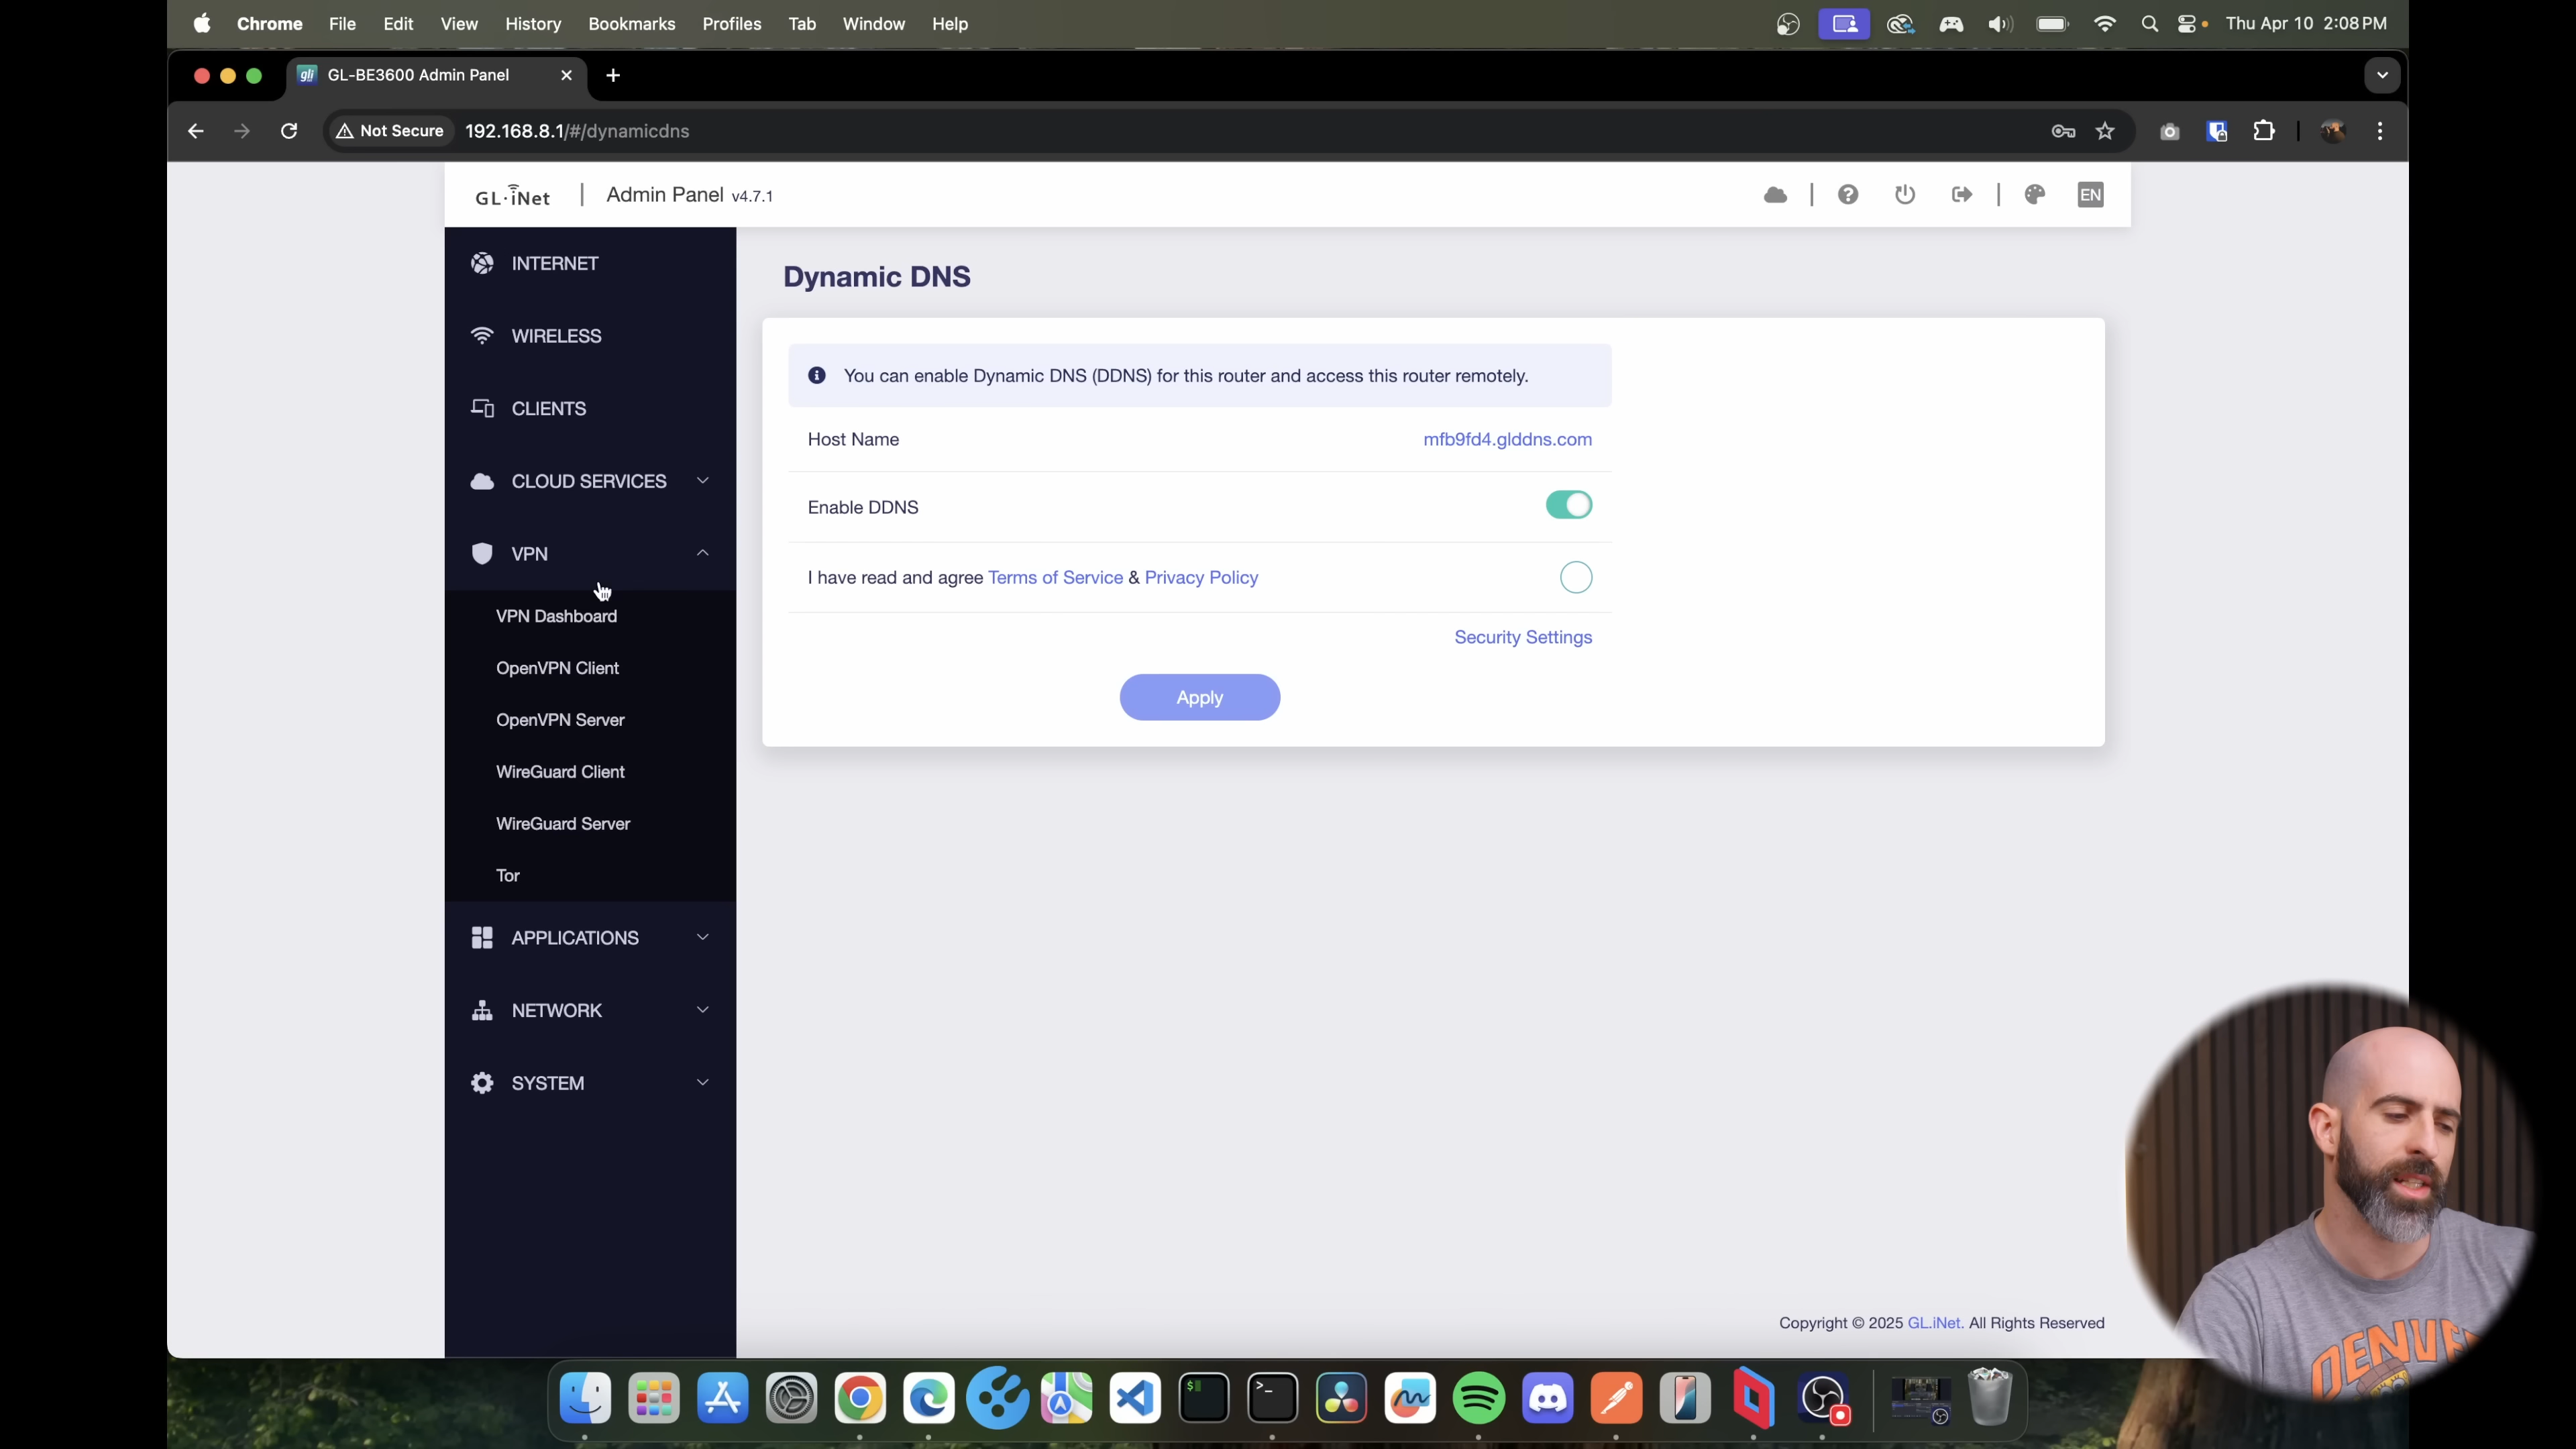 Chrome File Edit View History Bookmarks Profiles Tab Window Help
Thu Apr 10 2:08 PM
gli GL-BE3600 Admin Panel
Not Secure 192.168.8.1/#/dynamicdns
GL·iNet Admin Panel v4.7.1
EN
INTERNET
WIRELESS
CLIENTS
CLOUD SERVICES
VPN
VPN Dashboard
OpenVPN Client
OpenVPN Server
WireGuard Client
WireGuard Server
Tor
APPLICATIONS
NETWORK
SYSTEM
Dynamic DNS
You can enable Dynamic DNS (DDNS) for this router and access this router remotely.
Host Name mfb9fd4.glddns.com
Enable DDNS
I have read and agree Terms of Service & Privacy Policy
Security Settings
Apply
Copyright © 2025 GL.iNet. All Rights Reserved